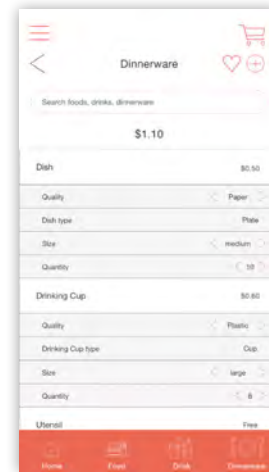 Dinnerware
Search foods, drinks, dinnerware
$1.10
Dish $0.50
Quality Paper
Dish type Plate
Size medium
Quantity 10
Drinking Cup $0.60
Quality Plastic
Drinking Cup type Cup
Size large
Quantity 6
Utensil Free
Home Food Drink Dinnerware